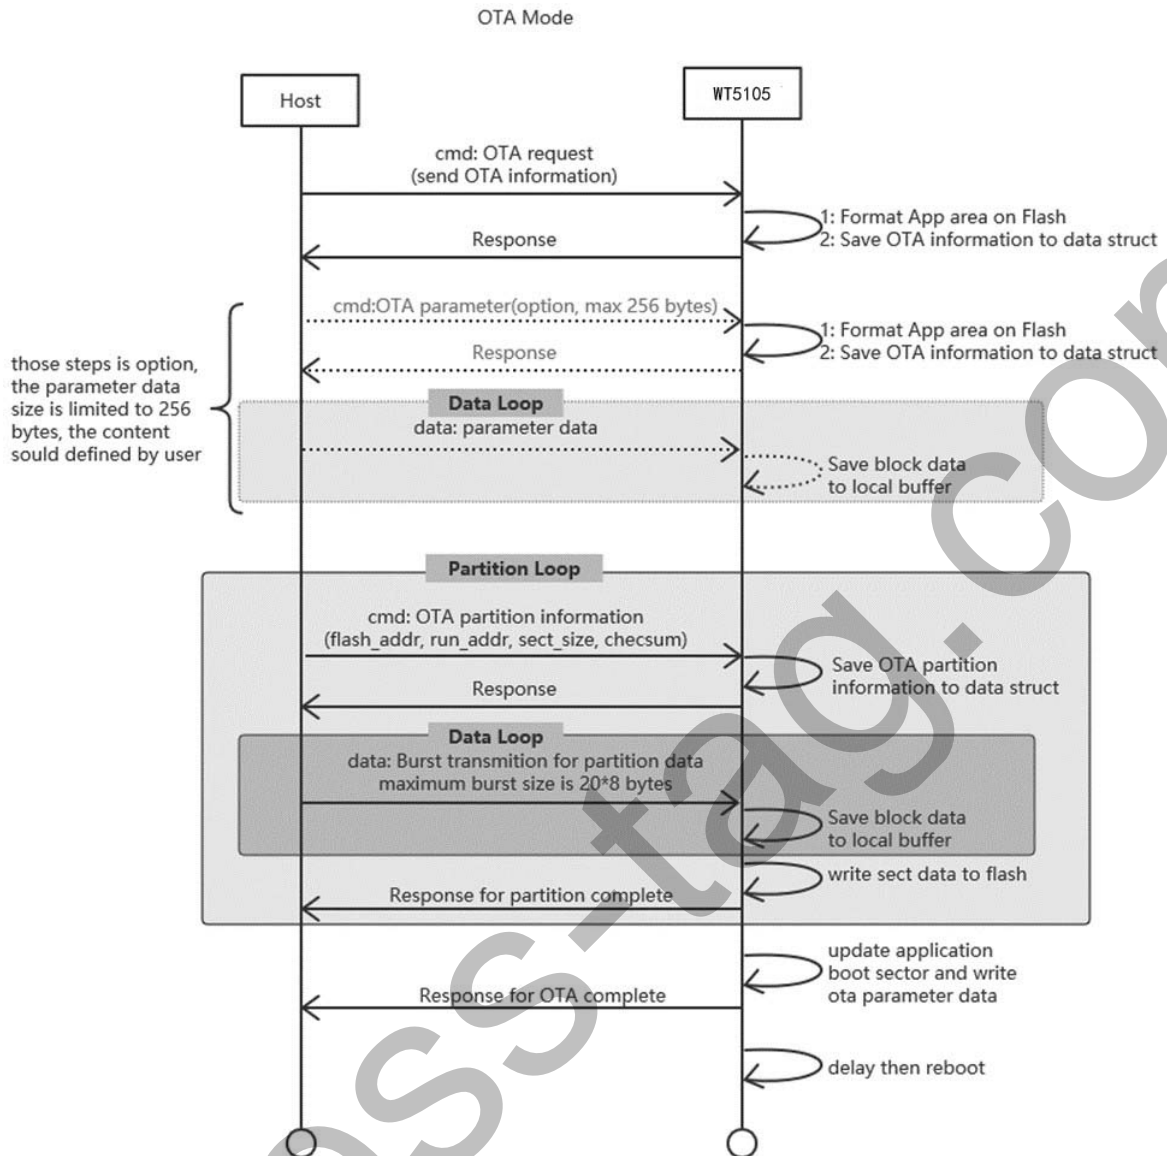 OTA Mode
Host
WT5105
cmd: OTA request
(send OTA information)
1: Format App area on Flash
2: Save OTA information to data struct
Response
cmd:OTA parameter(option, max 256 bytes)
1: Format App area on Flash
2: Save OTA information to data struct
Response
those steps is option,
the parameter data
size is limited to 256
bytes, the content
sould defined by user
Data Loop
data: parameter data
Save block data
to local buffer
Partition Loop
cmd: OTA partition information
(flash_addr, run_addr, sect_size, checsum)
Save OTA partition
information to data struct
Response
Data Loop
data: Burst transmition for partition data
maximum burst size is 20*8 bytes
Save block data
to local buffer
write sect data to flash
Response for partition complete
update application
boot sector and write
ota parameter data
Response for OTA complete
delay then reboot
ss-tag.co